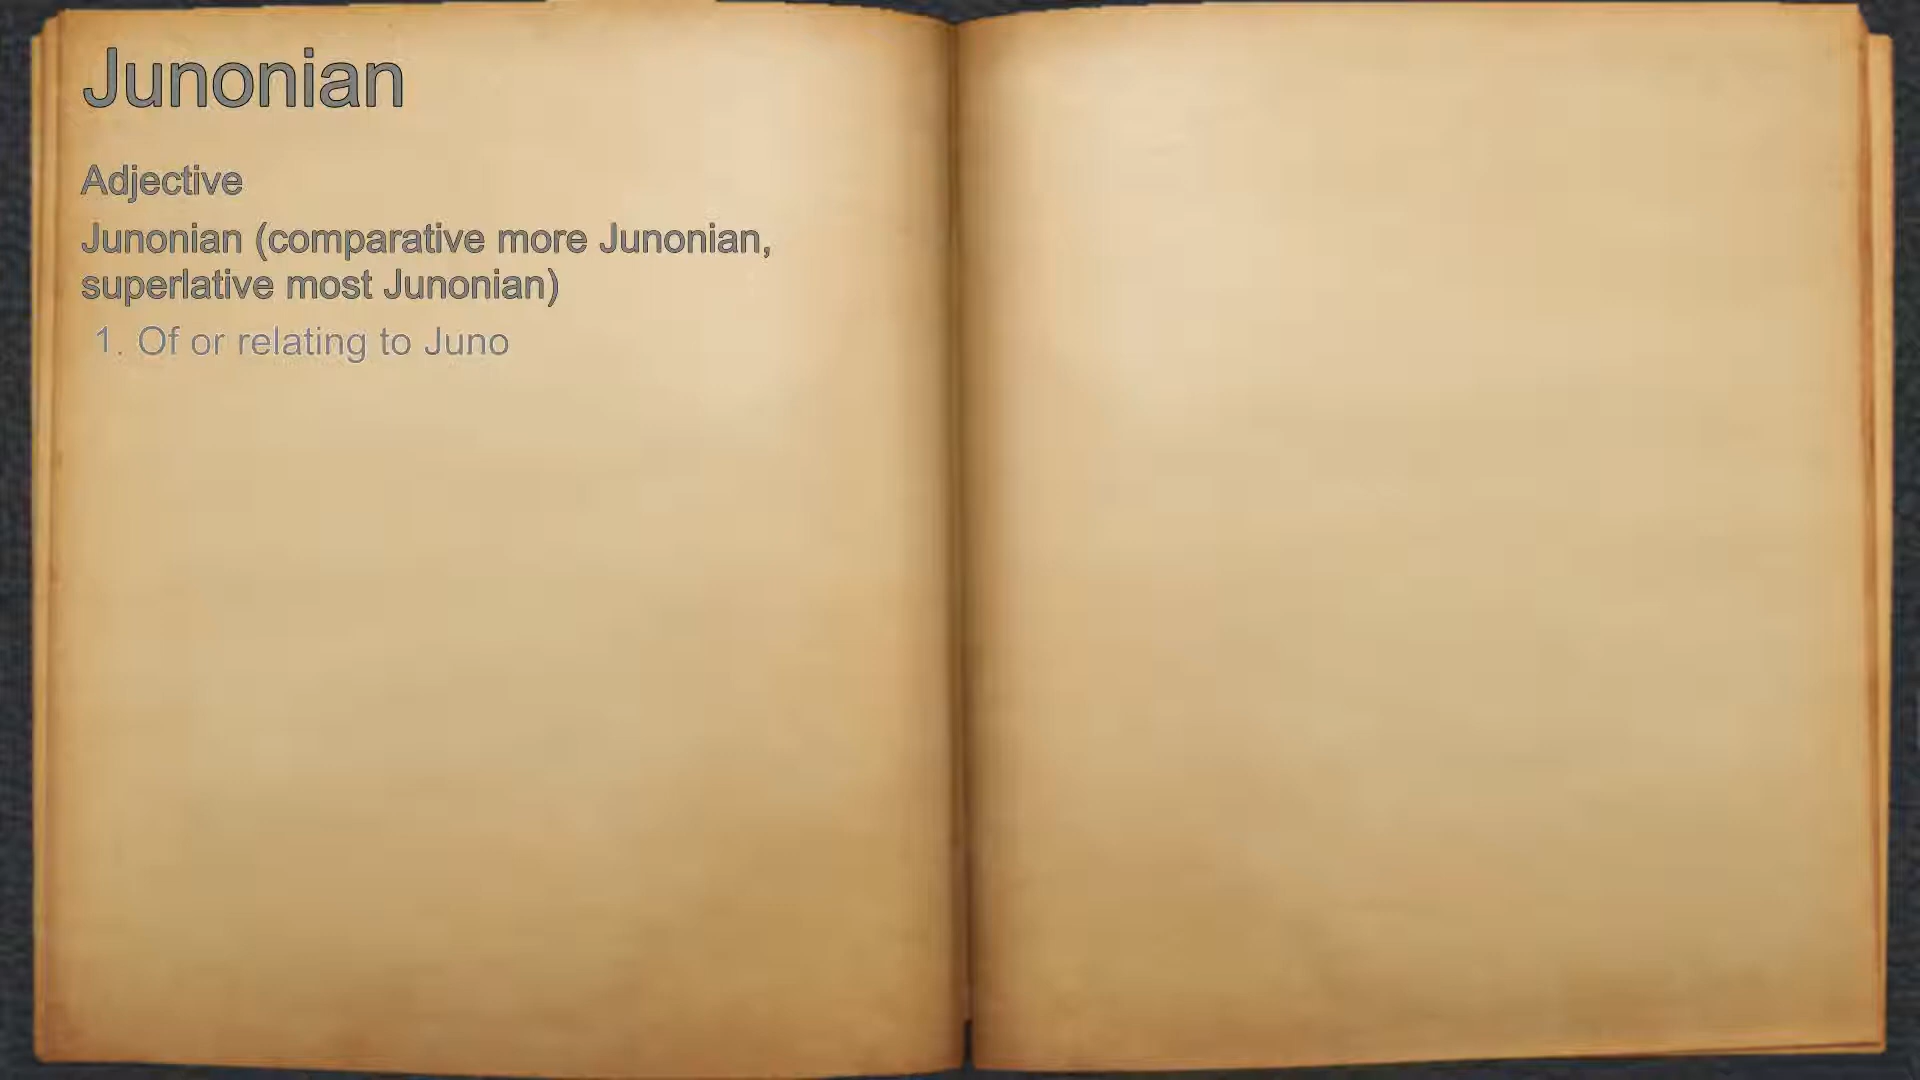 Junonian
Adjective
Junonian (comparative more Junonian,
superlative most Junonian)
1. Of or relating to Juno